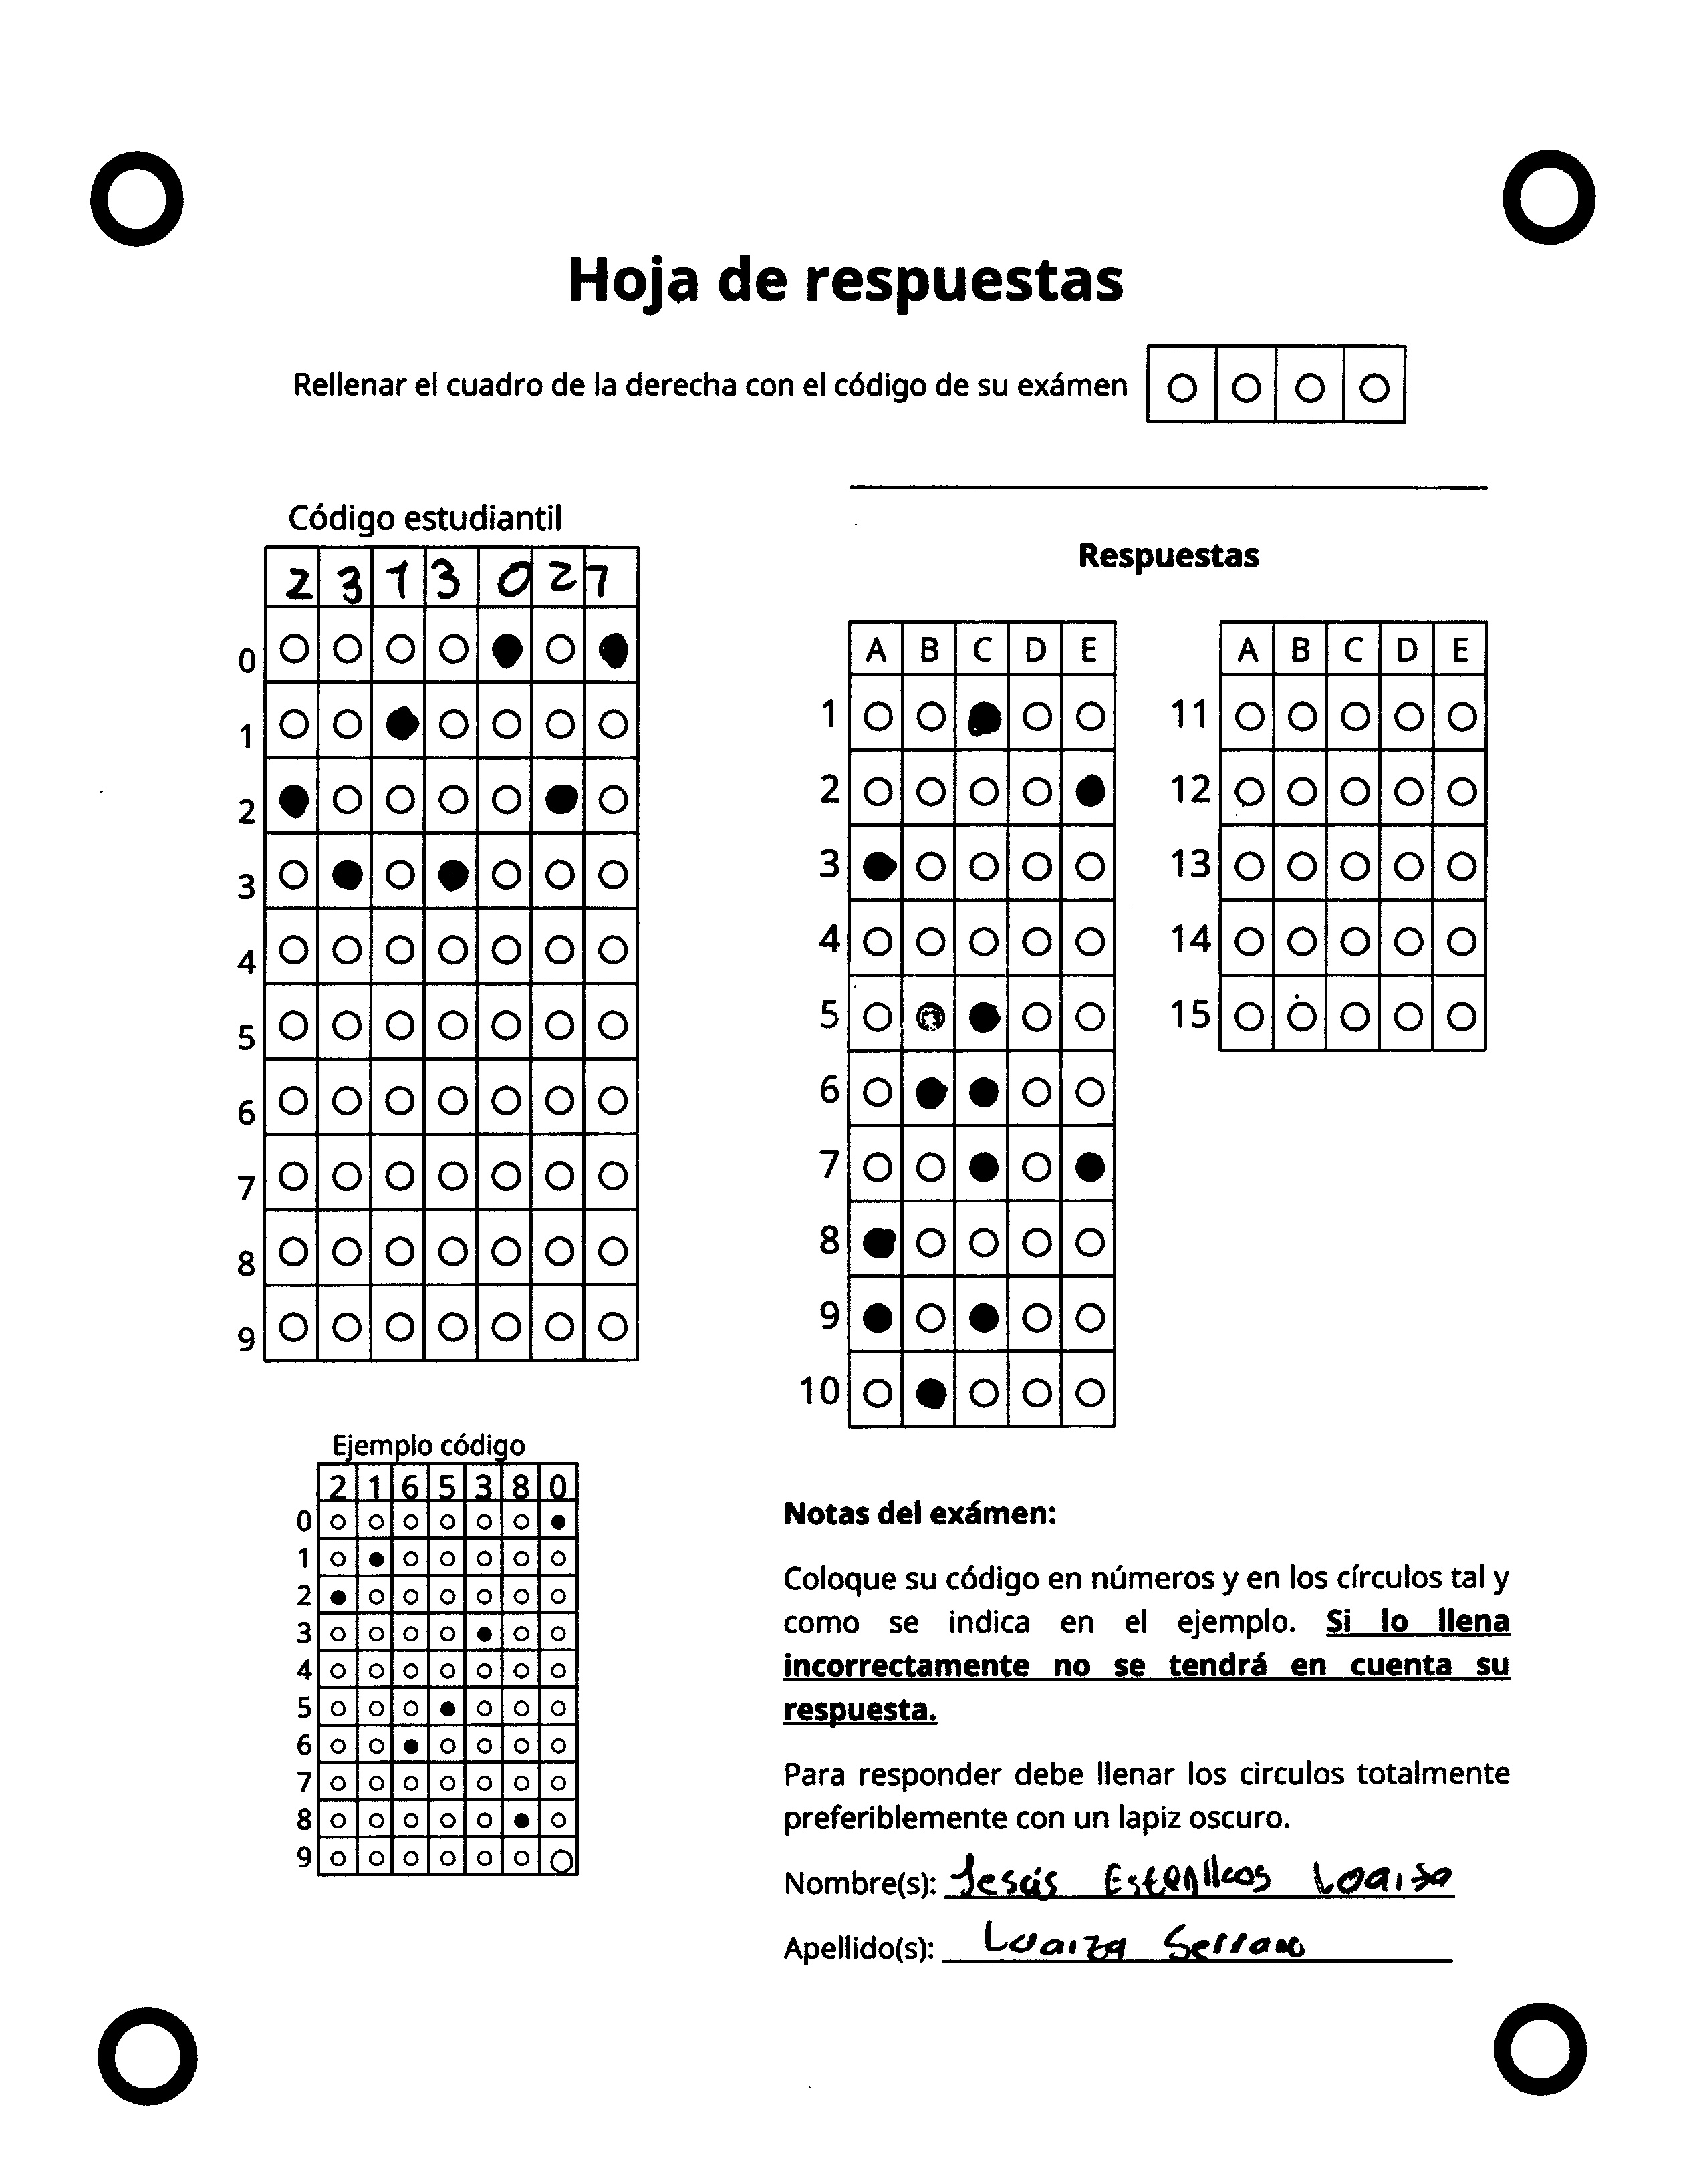 Hoja de respuestas
Rellenar el cuadro de la derecha con el código de su exámen
Código estudiantil
2 3 1 3 0 2 7
0
1
2
3
4
5
6
7
8
9
Ejemplo código
2 1 6 5 3 8 0
0
1
2
3
4
5
6
7
8
9
Respuestas
A B C D E
1
2
3
4
5
6
7
8
9
10
A B C D E
11
12
13
14
15
Notas del exámen:
Coloque su código en números y en los círculos tal y
como se indica en el ejemplo. Si lo llena
incorrectamente no se tendrá en cuenta su
respuesta.
Para responder debe llenar los circulos totalmente
preferiblemente con un lapiz oscuro.
Nombre(s): Jesús Loaiza
Apellido(s): Loaiza Serrano